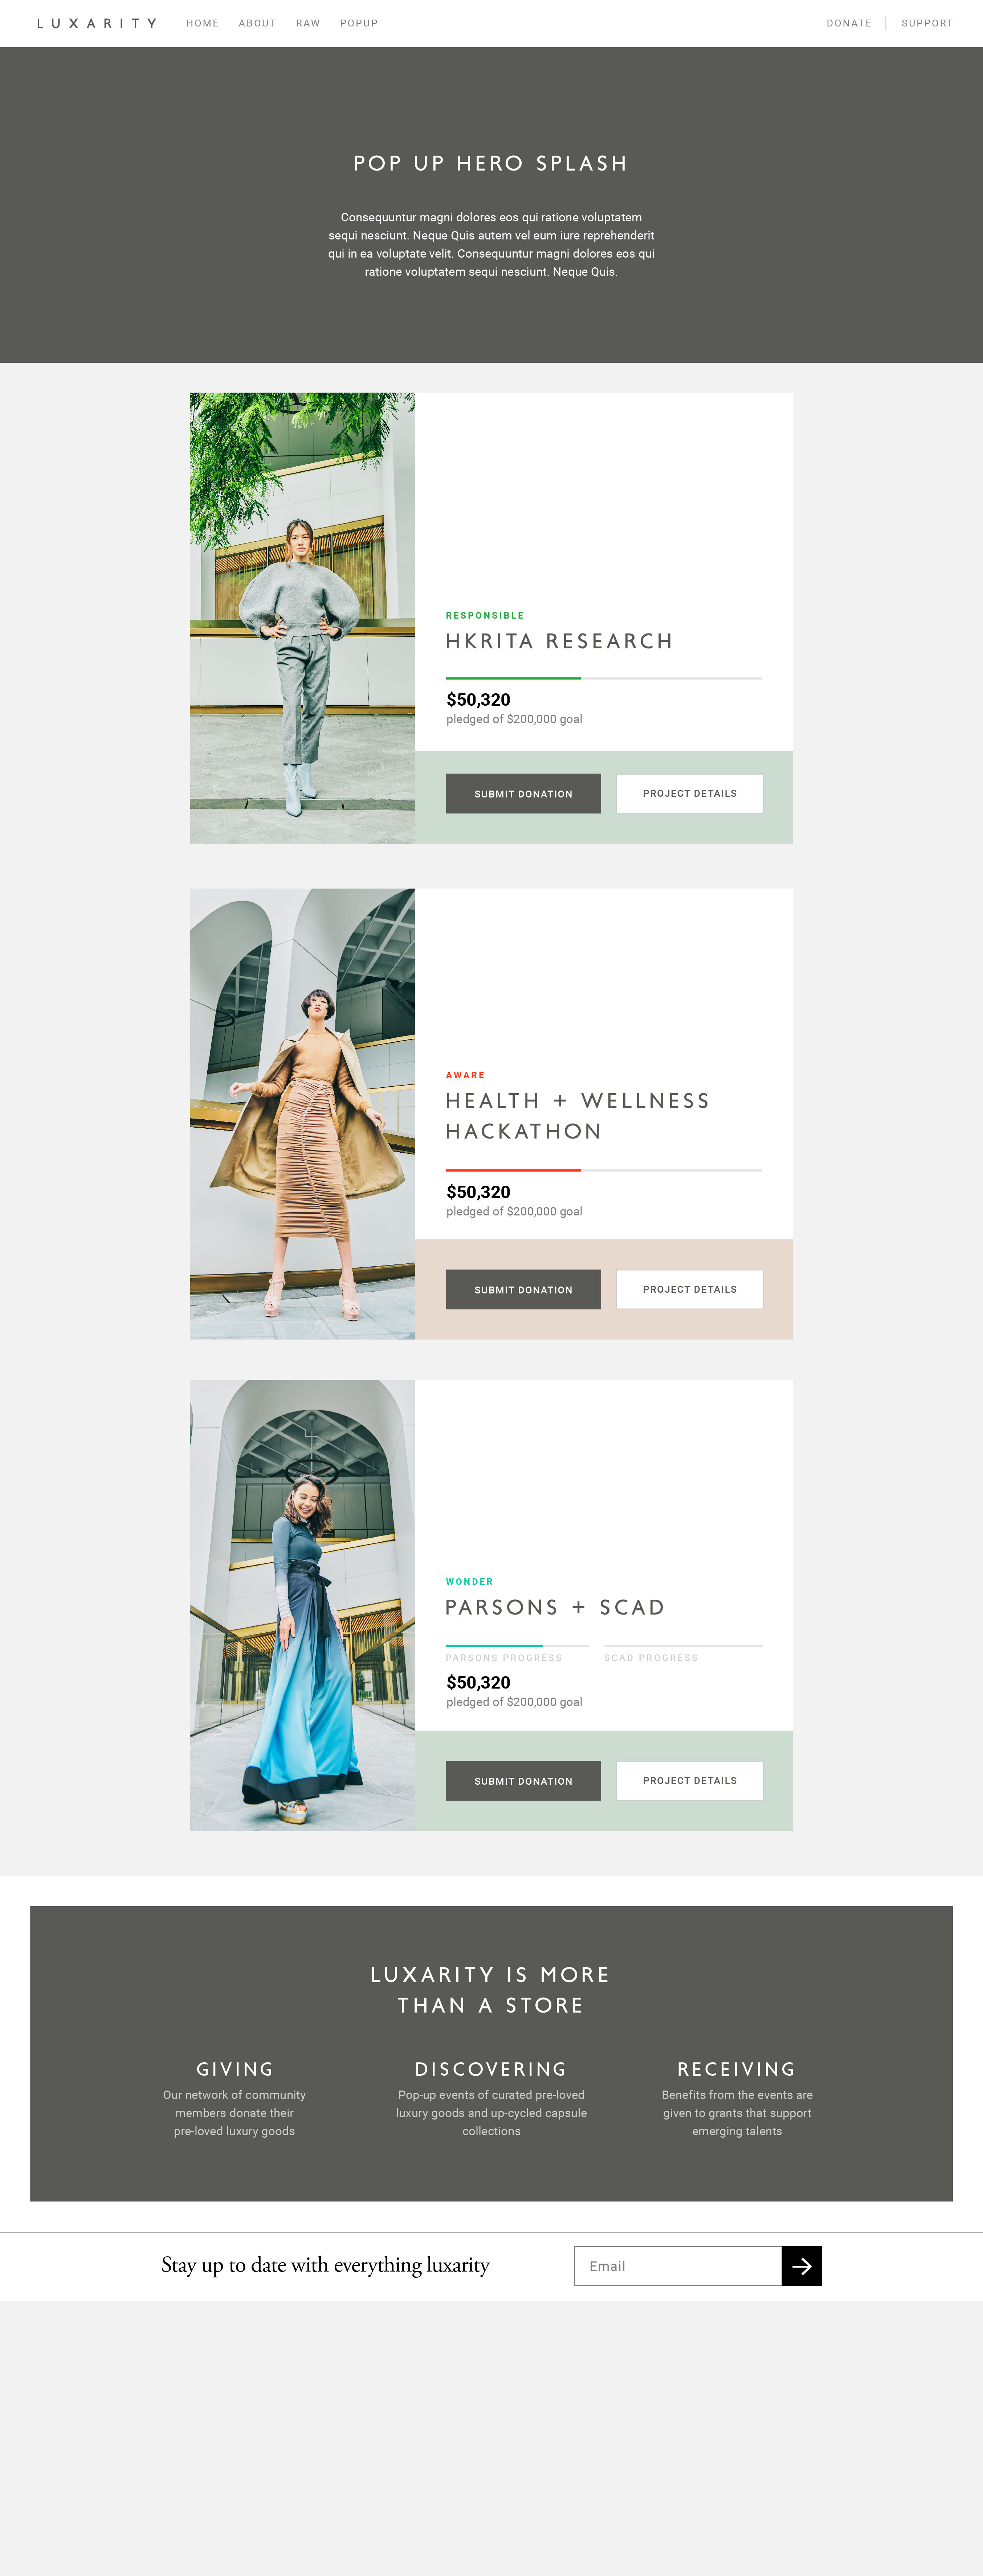 LUXARITY HOME ABOUT RAW POPUP DONATE SUPPORT
POP UP HERO SPLASH
Consequuntur magni dolores eos qui ratione voluptatem
sequi nesciunt. Neque Quis autem vel eum iure reprehenderit
qui in ea voluptate velit. Consequuntur magni dolores eos qui
ratione voluptatem sequi nesciunt. Neque Quis.
RESPONSIBLE
HKRITA RESEARCH
$50,320
pledged of $200,000 goal
SUBMIT DONATION PROJECT DETAILS
AWARE
HEALTH + WELLNESS
HACKATHON
$50,320
pledged of $200,000 goal
SUBMIT DONATION PROJECT DETAILS
WONDER
PARSONS + SCAD
PARSONS PROGRESS SCAD PROGRESS
$50,320
pledged of $200,000 goal
SUBMIT DONATION PROJECT DETAILS
LUXARITY IS MORE
THAN A STORE
GIVING
Our network of community
members donate their
pre-loved luxury goods
DISCOVERING
Pop-up events of curated pre-loved
luxury goods and up-cycled capsule
collections
RECEIVING
Benefits from the events are
given to grants that support
emerging talents
Stay up to date with everything luxarity
Email